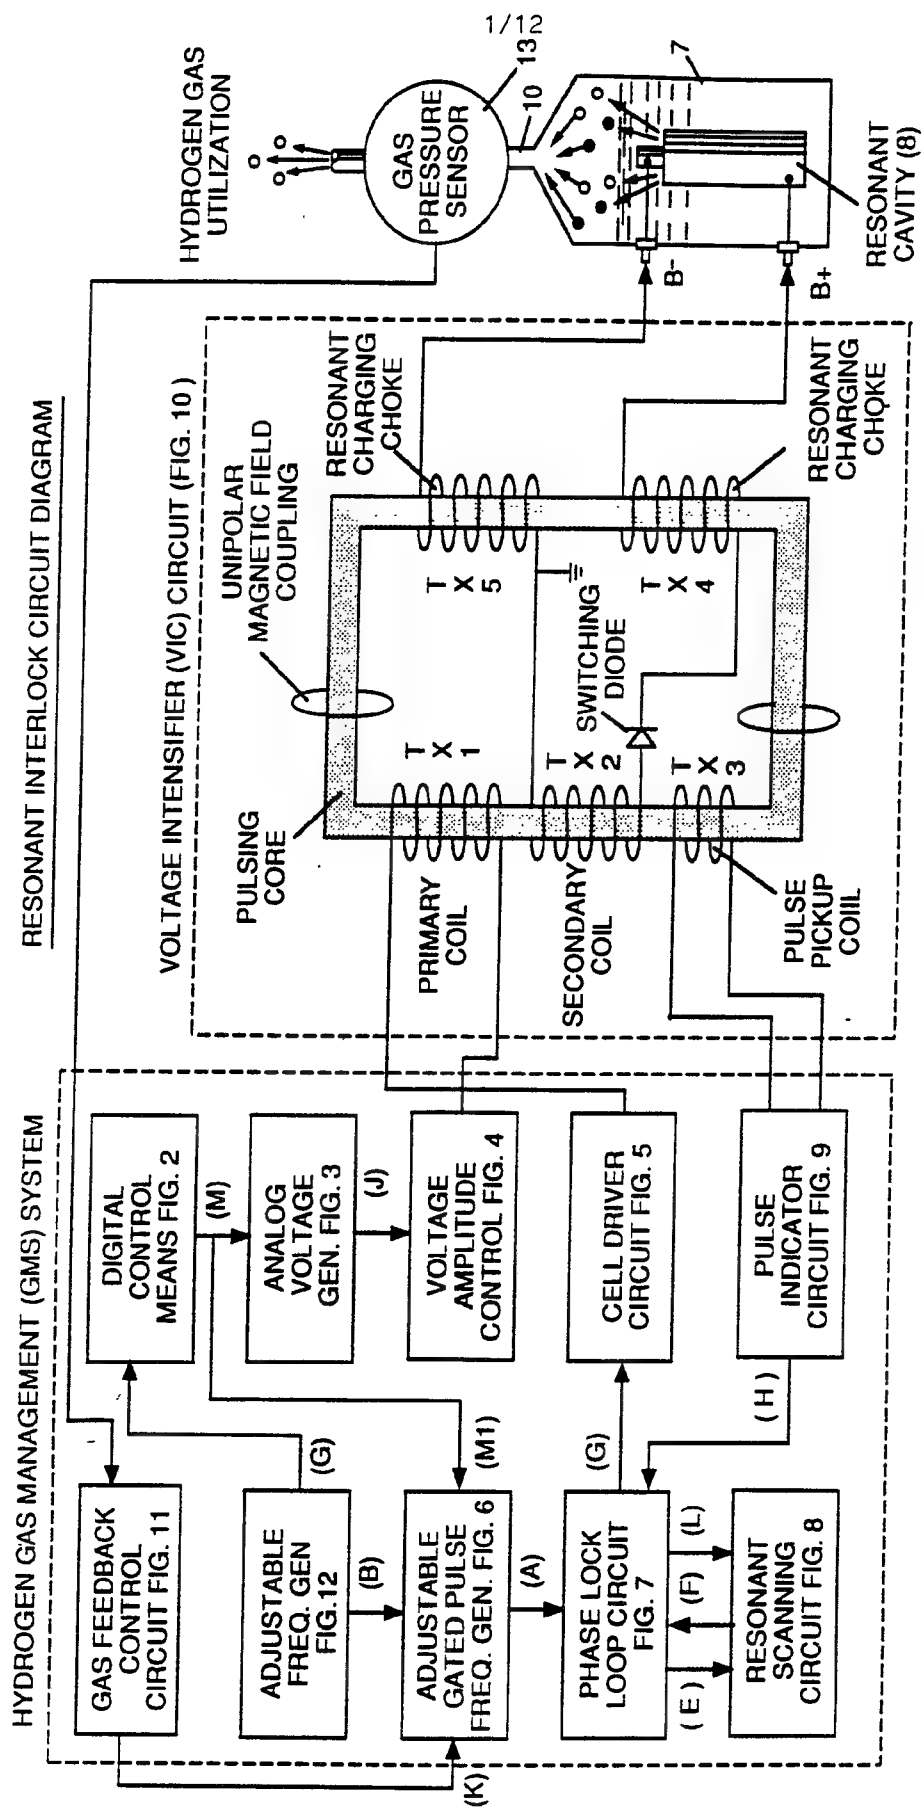 1/12
RESONANT INTERLOCK CIRCUIT DIAGRAM
HYDROGEN GAS MANAGEMENT (GMS) SYSTEM
GAS FEEDBACK
CONTROL
CIRCUIT FIG. 11
ADJUSTABLE
FREQ. GEN
FIG.12
ADJUSTABLE
GATED PULSE
FREQ. GEN. FIG. 6
PHASE LOCK
LOOP CIRCUIT
FIG. 7
RESONANT
SCANNING
CIRCUIT FIG. 8
(K)
(B)
(A)
(E)
(F)
(L)
(G)
(M1)
(G)
(H)
DIGITAL
CONTROL
MEANS FIG. 2
(M)
ANALOG
VOLTAGE
GEN. FIG. 3
(J)
VOLTAGE
AMPLITUDE
CONTROL FIG. 4
CELL DRIVER
CIRCUIT FIG. 5
PULSE
INDICATOR
CIRCUIT FIG. 9
VOLTAGE INTENSIFIER (VIC) CIRCUIT (FIG. 10)
PULSING
CORE
UNIPOLAR
MAGNETIC FIELD
COUPLING
PRIMARY
COIL
T
X
1
SECONDARY
COIL
T
X
2
SWITCHING
DIODE
PULSE
PICKUP
COIIL
T
X
3
T
X
5
T
X
4
RESONANT
CHARGING
CHOKE
RESONANT
CHARGING
CHOKE
HYDROGEN GAS
UTILIZATION
GAS
PRESSURE
SENSOR
13
10
7
B-
B+
RESONANT
CAVITY (8)